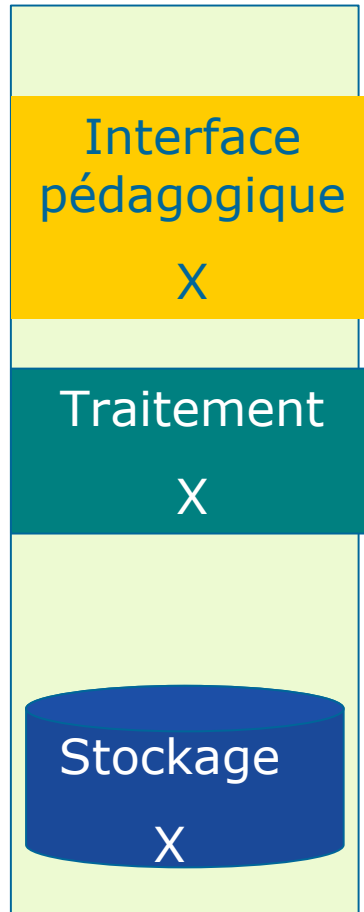 Interface
pédagogique
X
Traitement
X
Stockage
X